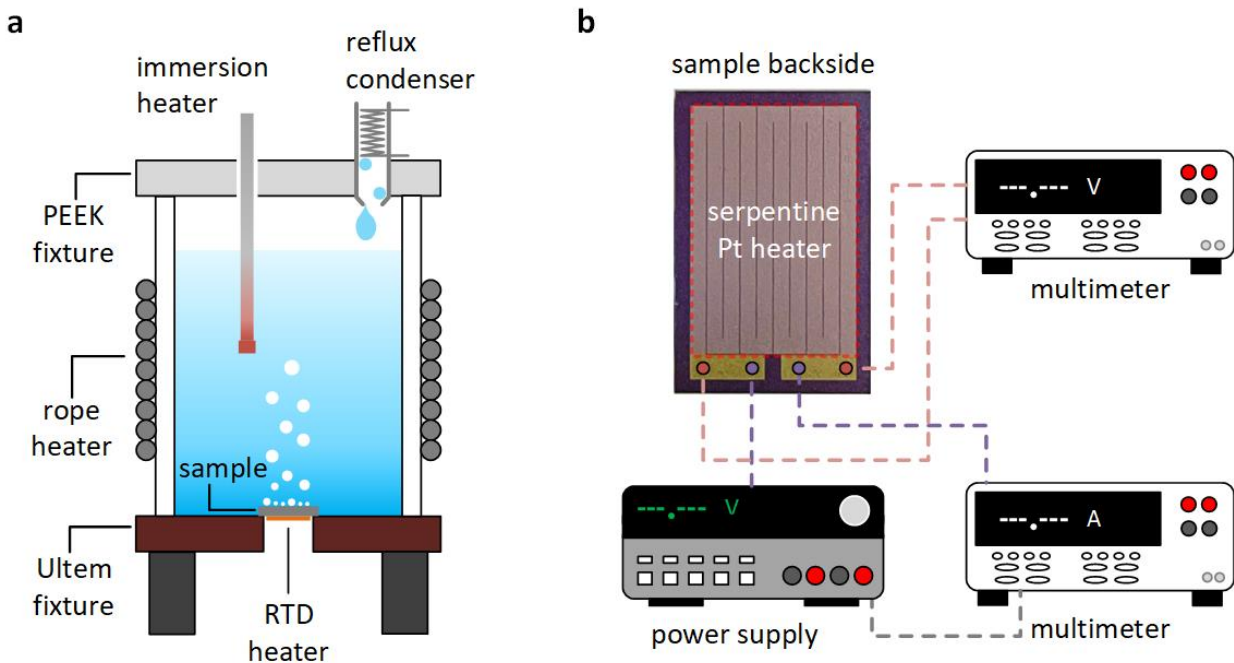 a
immersion
heater
reflux
condenser
PEEK
fixture
rope
heater
sample
Ultem
fixture
RTD
heater
b
sample backside
serpentine
Pt heater
---.--- V
multimeter
---.--- V
power supply
---.--- A
multimeter